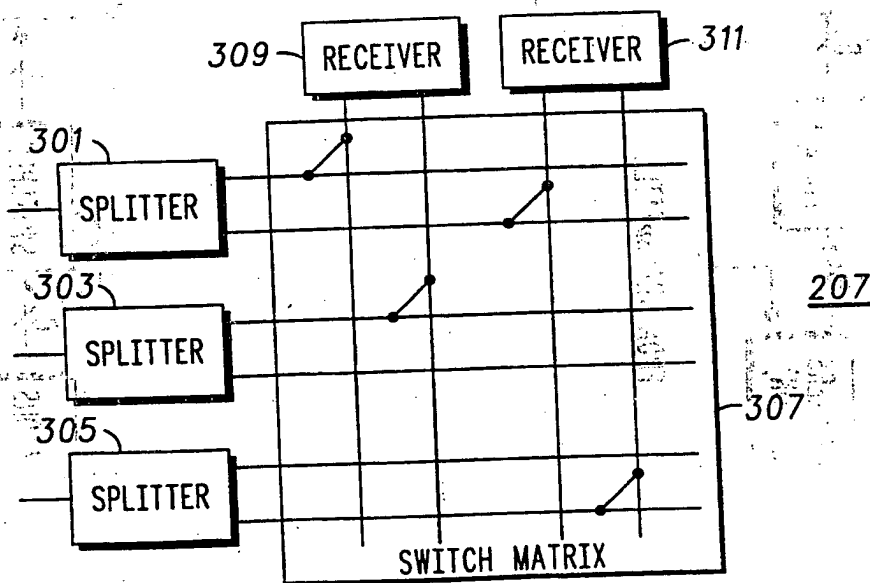 309 RECEIVER RECEIVER 311
301
SPLITTER
303
SPLITTER
207
307
305
SPLITTER
SWITCH MATRIX